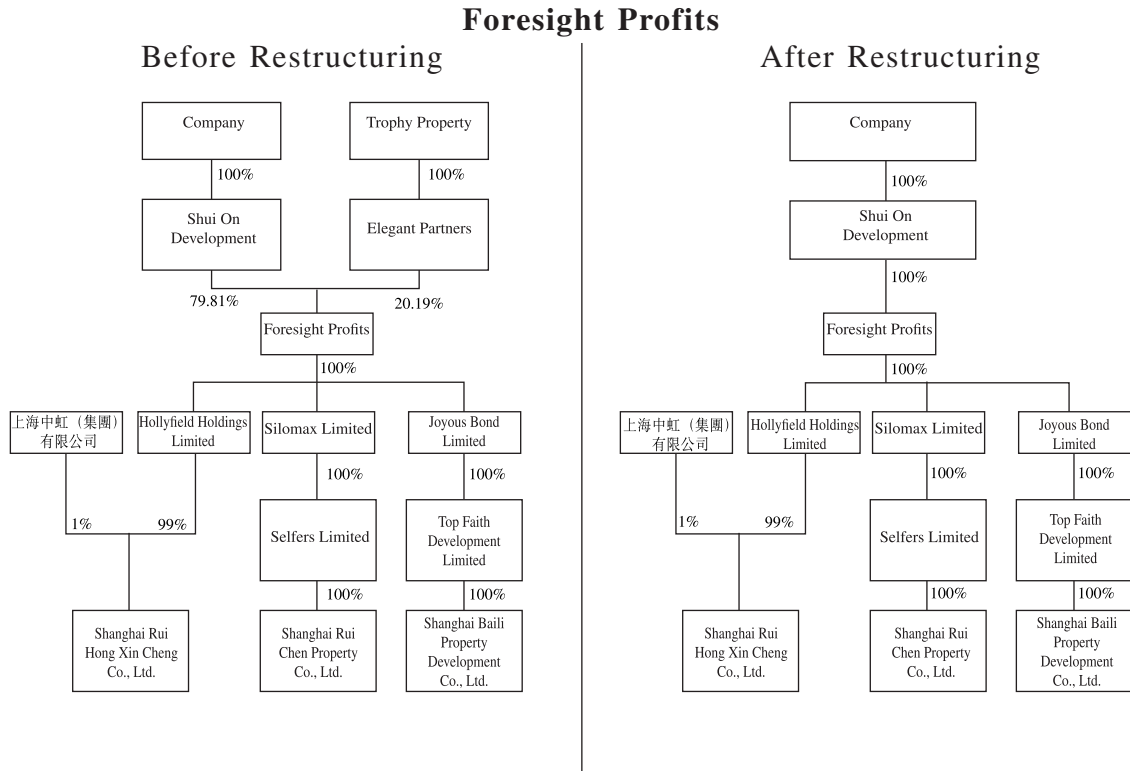 Foresight Profits
Before Restructuring
Company
Trophy Property
100%
100%
Shui On
Development
Elegant Partners
79.81%
20.19%
Foresight Profits
100%
上海中虹（集團）
有限公司
Hollyfield Holdings
Limited
Silomax Limited
Joyous Bond
Limited
100%
100%
1%
99%
Selfers Limited
Top Faith
Development
Limited
100%
100%
Shanghai Rui
Hong Xin Cheng
Co., Ltd.
Shanghai Rui
Chen Property
Co., Ltd.
Shanghai Baili
Property
Development
Co., Ltd.
After Restructuring
Company
100%
Shui On
Development
100%
Foresight Profits
100%
上海中虹（集團）
有限公司
Hollyfield Holdings
Limited
Silomax Limited
Joyous Bond
Limited
100%
100%
1%
99%
Selfers Limited
Top Faith
Development
Limited
100%
100%
Shanghai Rui
Hong Xin Cheng
Co., Ltd.
Shanghai Rui
Chen Property
Co., Ltd.
Shanghai Baili
Property
Development
Co., Ltd.